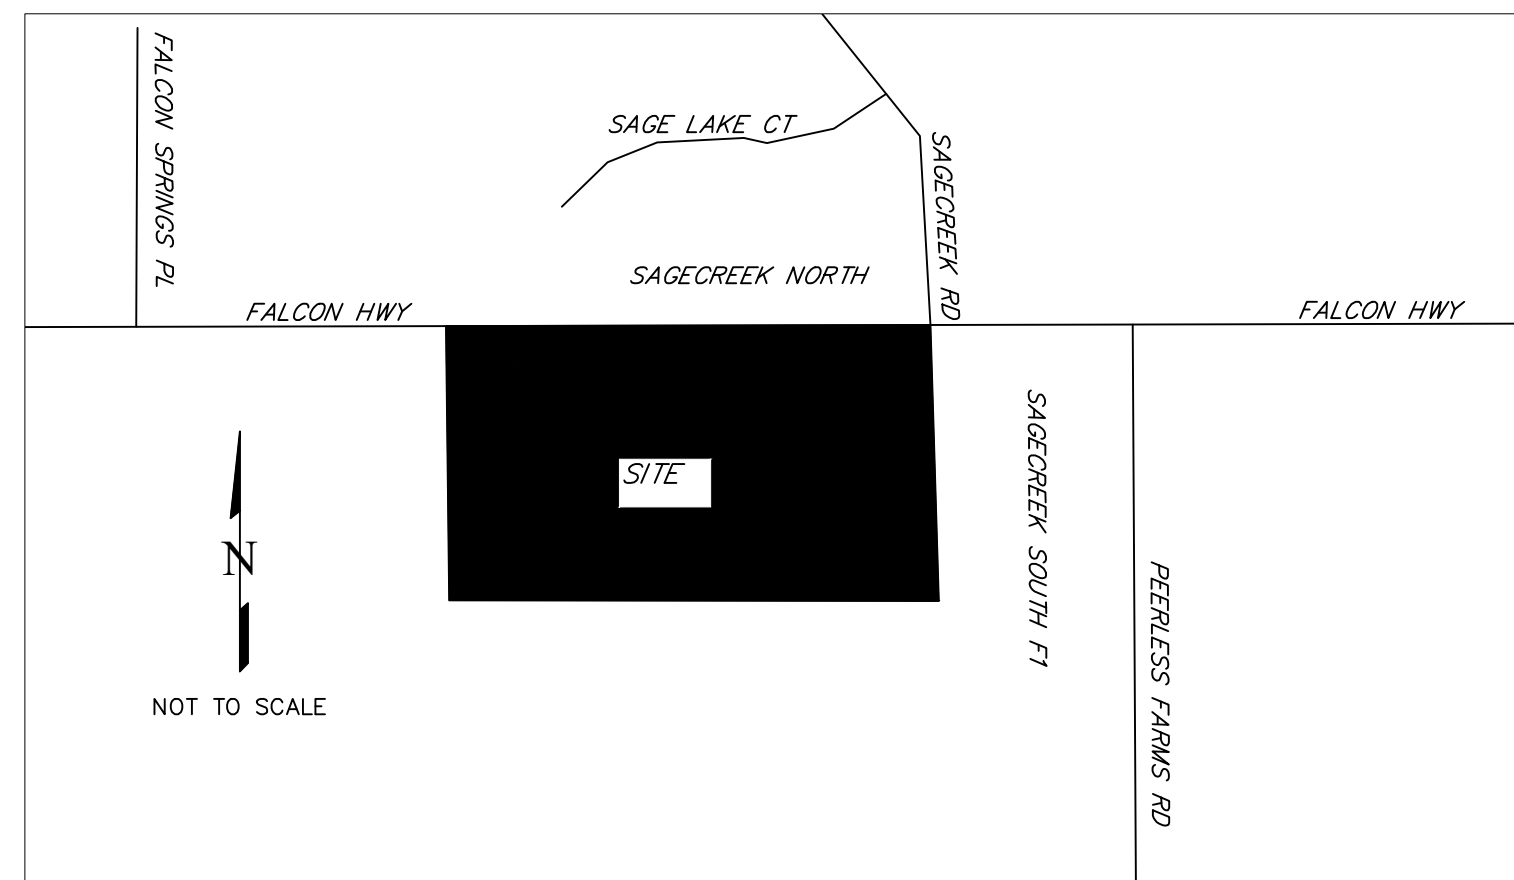 FALCON SPRINGS PL
SAGE LAKE CT
SAGECREEK RD
SAGECREEK NORTH
FALCON HWY
FALCON HWY
SITE
SAGECREEK SOUTH F1
N
PEERLESS FARMS RD
NOT TO SCALE